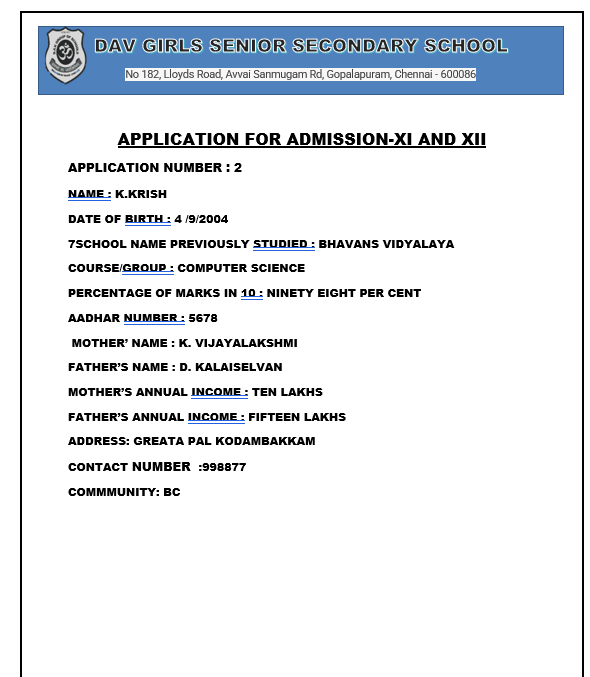 DAV GIRLS SENIOR SECONDARY SCHOOL
No 182, Lloyds Road, Avvai Sanmugam Rd, Gopalapuram, Chennai - 600086
APPLICATION FOR ADMISSION-XI AND XII
APPLICATION NUMBER : 2
NAME : K.KRISH
DATE OF BIRTH : 4 /9/2004
7SCHOOL NAME PREVIOUSLY STUDIED : BHAVANS VIDYALAYA
COURSE/GROUP : COMPUTER SCIENCE
PERCENTAGE OF MARKS IN 10 : NINETY EIGHT PER CENT
AADHAR NUMBER : 5678
MOTHER' NAME : K. VIJAYALAKSHMI
FATHER'S NAME : D. KALAISELVAN
MOTHER'S ANNUAL INCOME : TEN LAKHS
FATHER'S ANNUAL INCOME : FIFTEEN LAKHS
ADDRESS: GREATA PAL KODAMBAKKAM
CONTACT NUMBER :998877
COMMMUNITY: BC